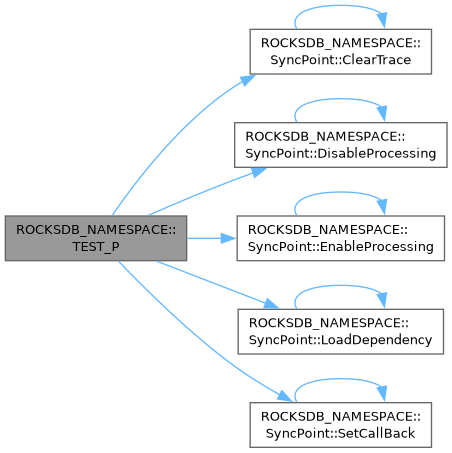 ROCKSDB_NAMESPACE::
SyncPoint::ClearTrace
ROCKSDB_NAMESPACE::
SyncPoint::DisableProcessing
ROCKSDB_NAMESPACE::
TEST_P
ROCKSDB_NAMESPACE::
SyncPoint::EnableProcessing
ROCKSDB_NAMESPACE::
SyncPoint::LoadDependency
ROCKSDB_NAMESPACE::
SyncPoint::SetCallBack